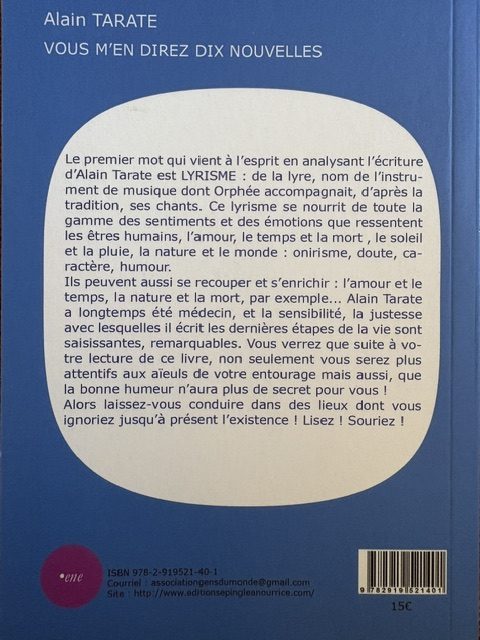 Alain TARATE
VOUS M'EN DIREZ DIX NOUVELLES
Le premier mot qui vient à l'esprit en analysant l'écriture
d'Alain Tarate est LYRISME : de la lyre, nom de l'instru-
ment de musique dont Orphée accompagnait, d'après la
tradition, ses chants. Ce lyrisme se nourrit de toute la
gamme des sentiments et des émotions que ressentent
les êtres humains, l'amour, le temps et la mort , le soleil
et la pluie, la nature et le monde : onirisme, doute, ca-
ractère, humour.
Ils peuvent aussi se recouper et s'enrichir : l'amour et le
temps, la nature et la mort, par exemple... Alain Tarate
a longtemps été médecin, et la sensibilité, la justesse
avec lesquelles il écrit les dernières étapes de la vie sont
saisissantes, remarquables. Vous verrez que suite à vo-
tre lecture de ce livre, non seulement vous serez plus
attentifs aux aïeuls de votre entourage mais aussi, que
la bonne humeur n'aura plus de secret pour vous !
Alors laissez-vous conduire dans des lieux dont vous
ignoriez jusqu'à présent l'existence ! Lisez ! Souriez !
•ene
ISBN 978-2-919521-40-1
Courriel : associationgensdumonde@gmail.com
Site : http://www.editionsepingleanourrice.com/
9 782919 521401
15€